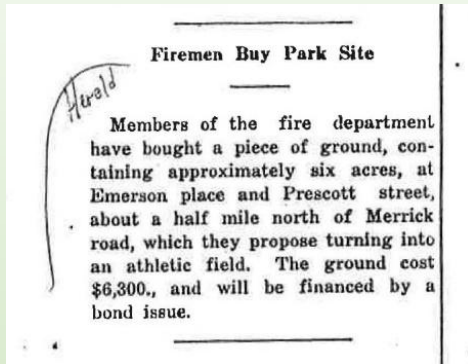 Firemen Buy Park Site
Herald
Members of the fire department
have bought a piece of ground, con-
taining approximately six acres, at
Emerson place and Prescott street,
about a half mile north of Merrick
road, which they propose turning into
an athletic field. The ground cost
$6,300., and will be financed by a
bond issue.